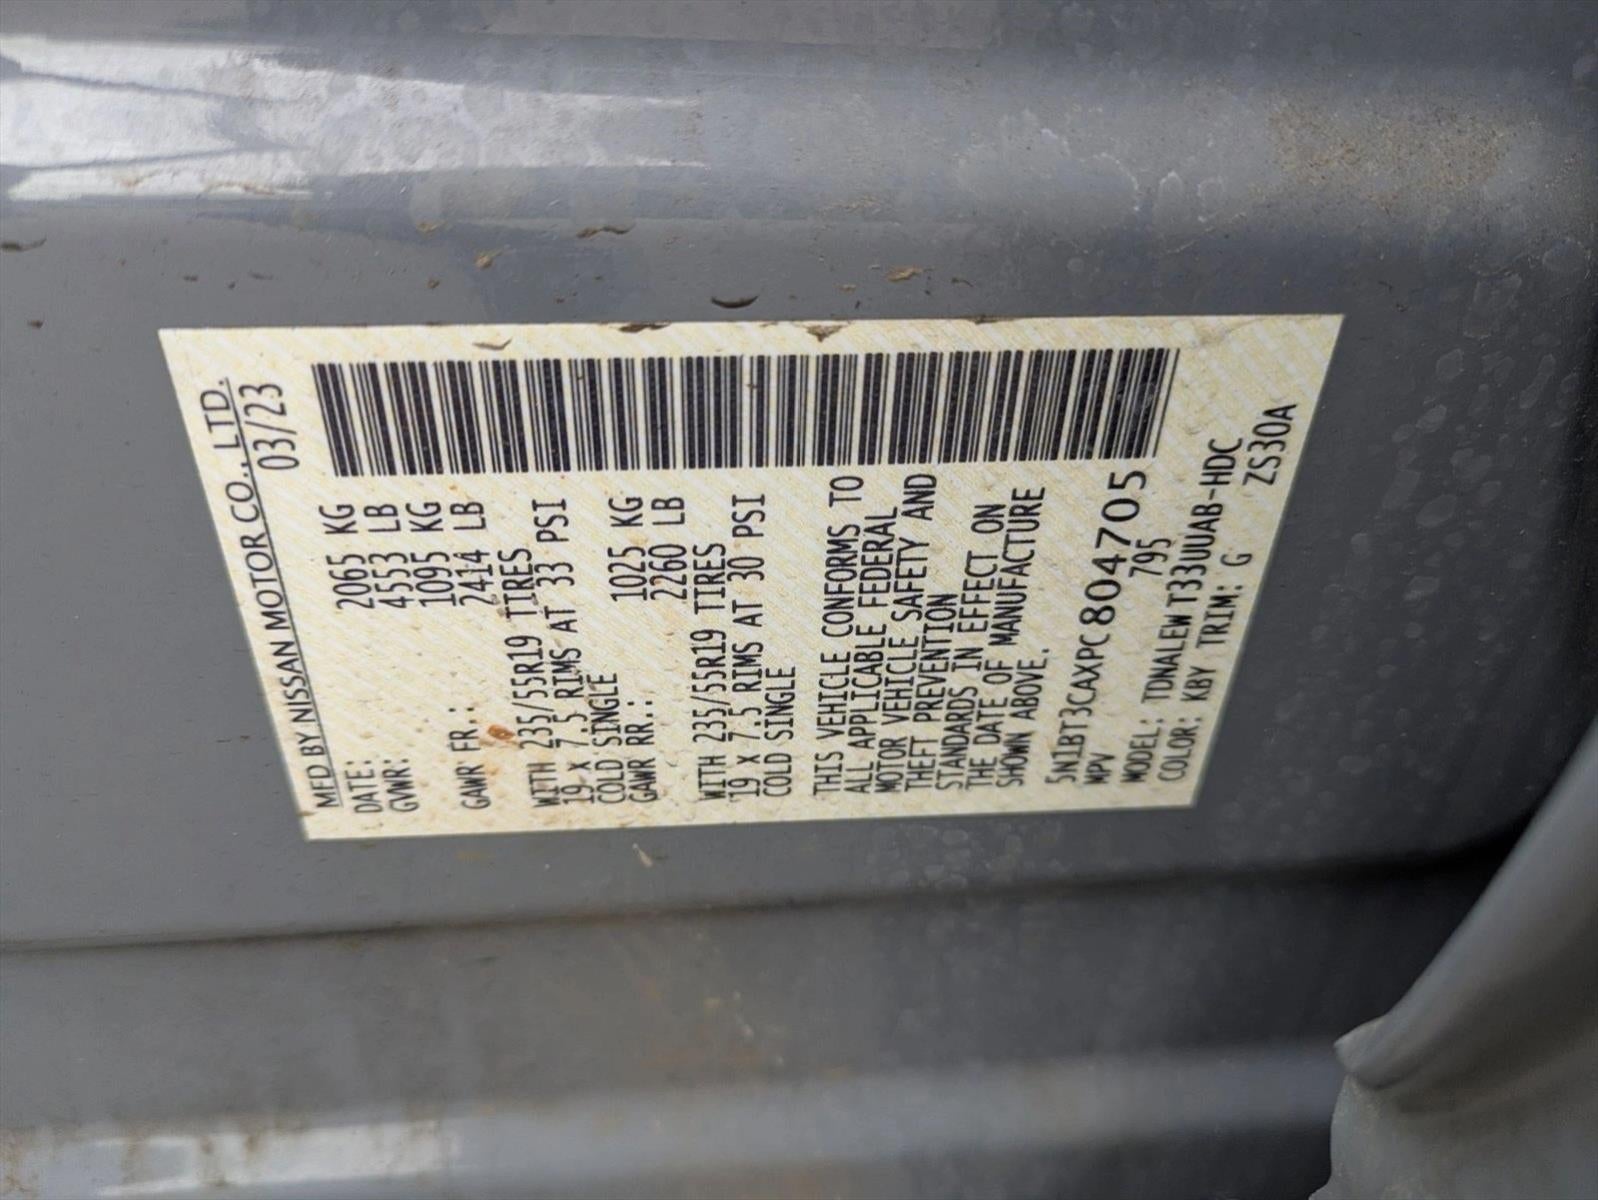 MFD BY NISSAN MOTOR CO., LTD.
DATE: 03/23
GVWR: 2065 KG
4553 LB
GAWR FR.: 1095 KG
2414 LB
WITH 235/55R19 TIRES
19 x 7.5 RIMS AT 33 PSI
COLD SINGLE
GAWR RR.: 1025 KG
2260 LB
WITH 235/55R19 TIRES
19 x 7.5 RIMS AT 30 PSI
COLD SINGLE
THIS VEHICLE CONFORMS TO
ALL APPLICABLE FEDERAL
MOTOR VEHICLE SAFETY AND
THEFT PREVENTION
STANDARDS IN EFFECT ON
THE DATE OF MANUFACTURE
SHOWN ABOVE.
5N1BT3CAXPC804705
MPV 795
MODEL: TDNALEWT33UUAB-HDC
COLOR: KBY TRIM: G ZS30A